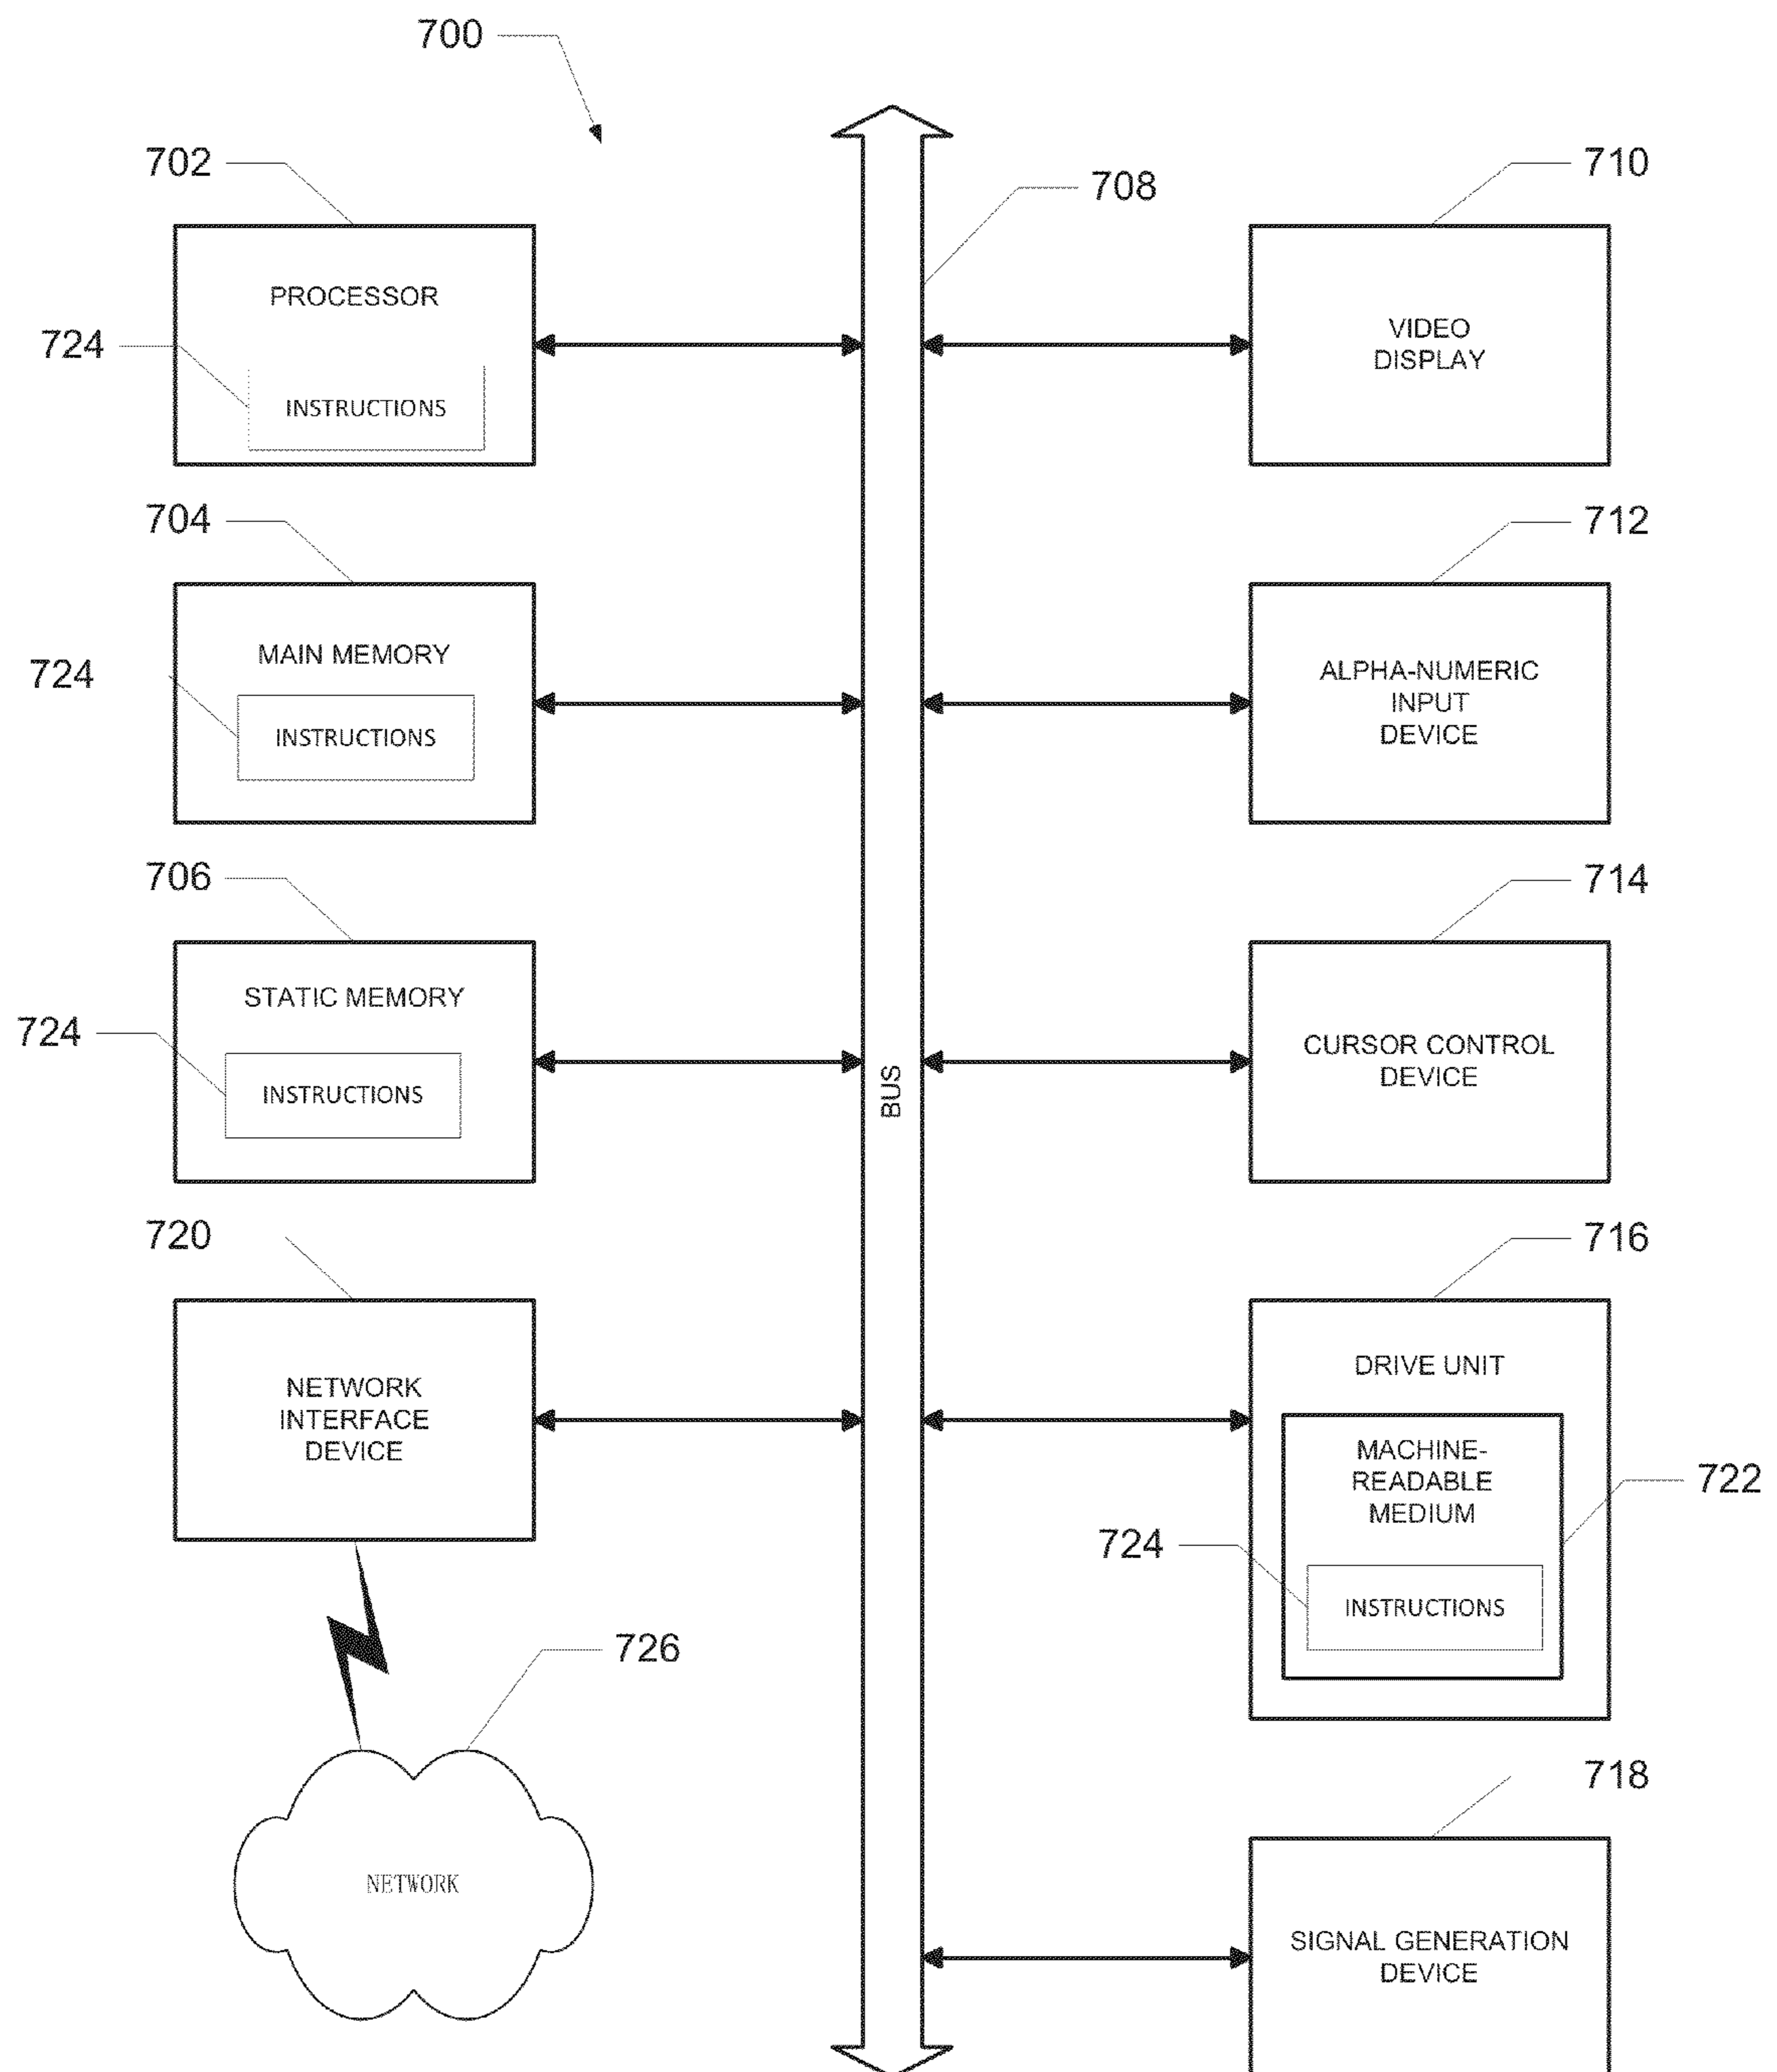 700
702
708
710
PROCESSOR
724
INSTRUCTIONS
VIDEO
DISPLAY
704
712
MAIN MEMORY
724
INSTRUCTIONS
ALPHA-NUMERIC
INPUT
DEVICE
706
714
STATIC MEMORY
724
INSTRUCTIONS
BUS
CURSOR CONTROL
DEVICE
720
716
NETWORK
INTERFACE
DEVICE
DRIVE UNIT
MACHINE-
READABLE
MEDIUM
722
724
INSTRUCTIONS
726
NETWORK
718
SIGNAL GENERATION
DEVICE